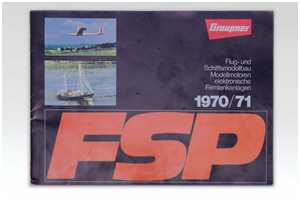 Graupner
Flug- und
Schiffsmodellbau
Modellmotoren
elektronische
Fernlenkanlagen
1970/71
FSP